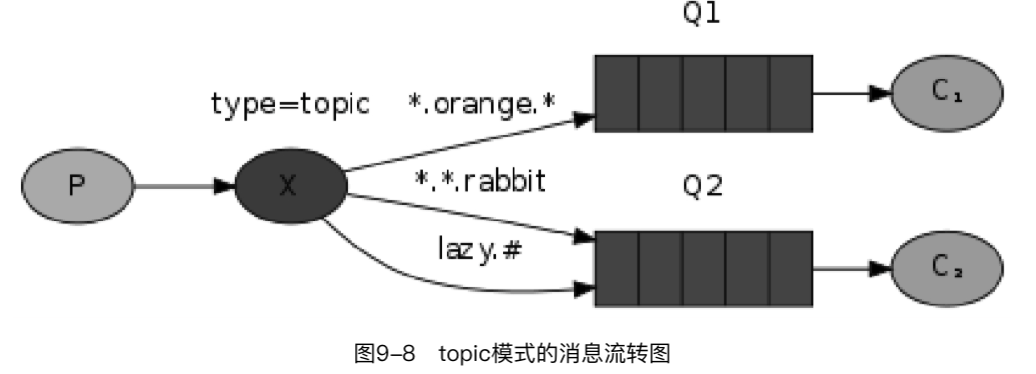 Q1
type=topic
*.orange.*
C₁
P
X
*.*.rabbit
Q2
lazy.#
C₂
图9–8 topic模式的消息流转图